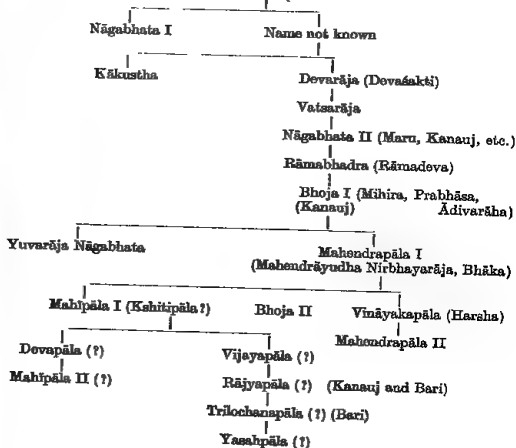 Nāgabhata I Name not known
Kākustha Devarāja (Devaśakti)
Vatsarāja
Nāgabhata II (Maru, Kanauj, etc.)
Rāmabhadra (Rāmadeva)
Bhoja I (Mihira, Prabhāsa,
(Kanauj) Ādivarāha)
Yuvarāja Nāgabhata Mahendrapāla I
(Mahendrāyudha Nirbhayarāja, Bhāka)
Mahīpāla I (Kshitipāla?) Bhoja II Vināyakapāla (Harsha)
Devapāla (?) Vijayapāla (?) Mahendrapāla II
Mahīpāla II (?) Rājyapāla (?) (Kanauj and Bari)
Trilochanapāla (?) (Bari)
Yasahpāla (?)